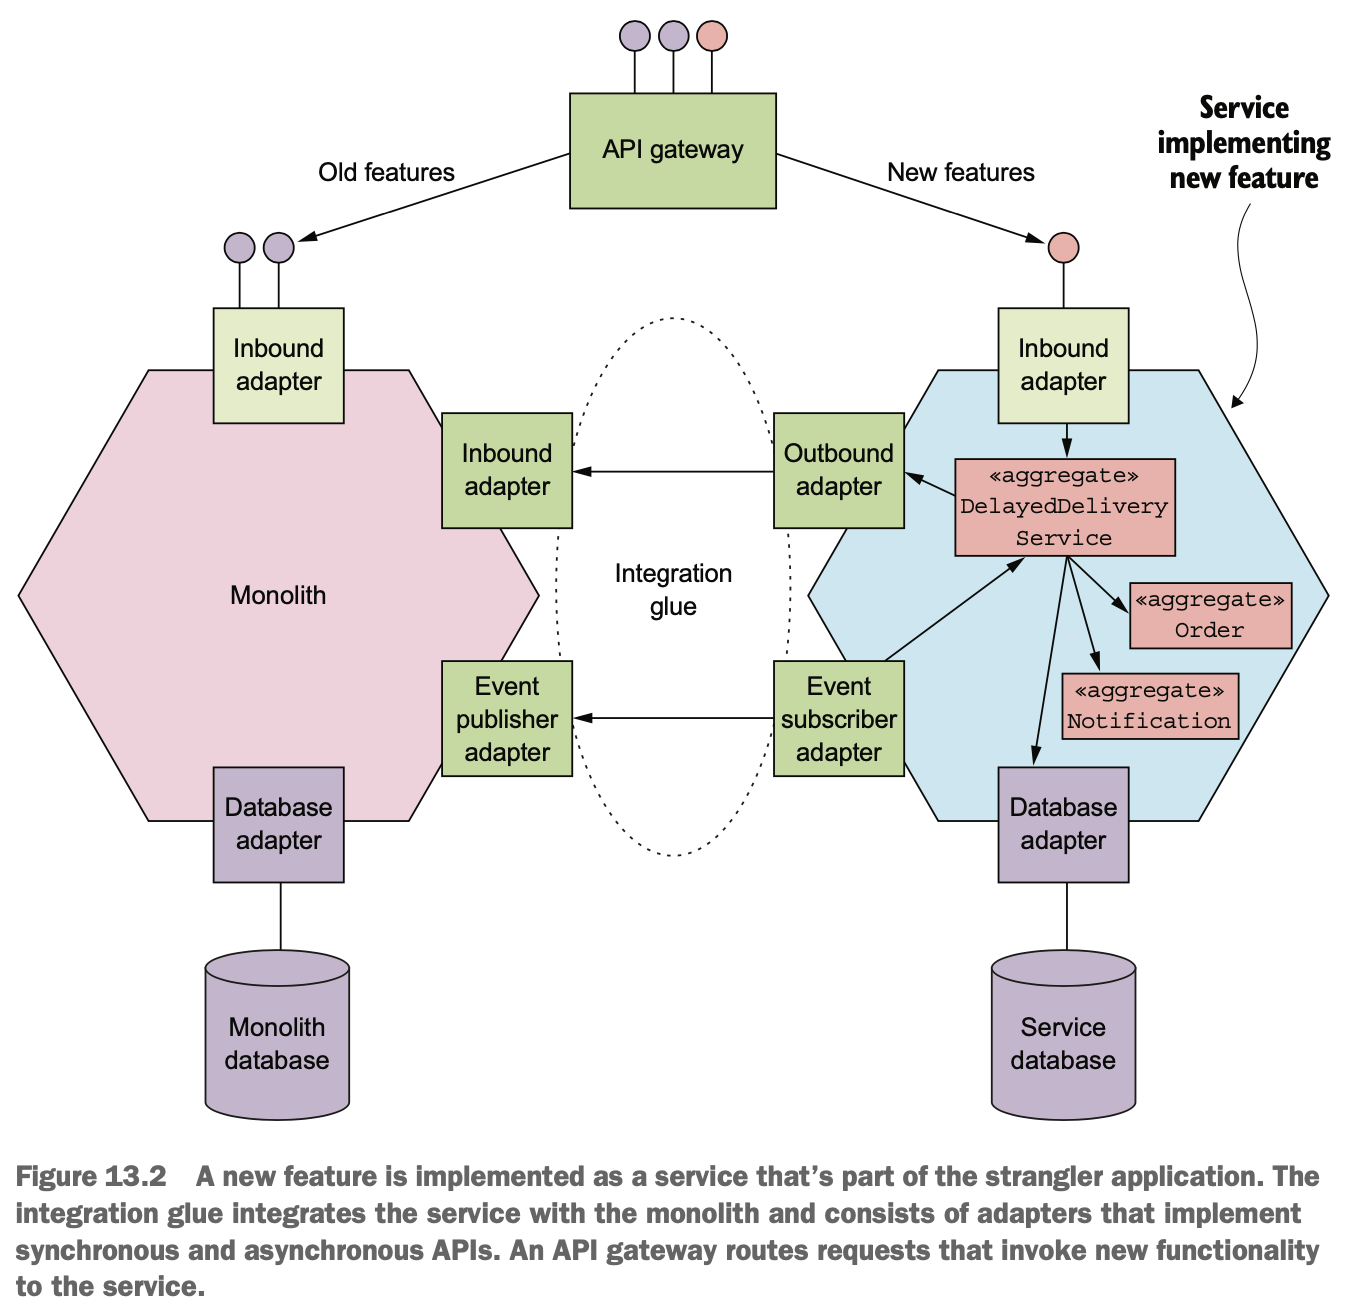 API gateway
Old features
New features
Service
implementing
new feature
Inbound
adapter
Inbound
adapter
Inbound
adapter
Outbound
adapter
«aggregate»
DelayedDelivery
Service
Monolith
Integration
glue
«aggregate»
Order
Event
publisher
adapter
Event
subscriber
adapter
«aggregate»
Notification
Database
adapter
Database
adapter
Monolith
database
Service
database
Figure 13.2 A new feature is implemented as a service that’s part of the strangler application. The
integration glue integrates the service with the monolith and consists of adapters that implement
synchronous and asynchronous APIs. An API gateway routes requests that invoke new functionality
to the service.